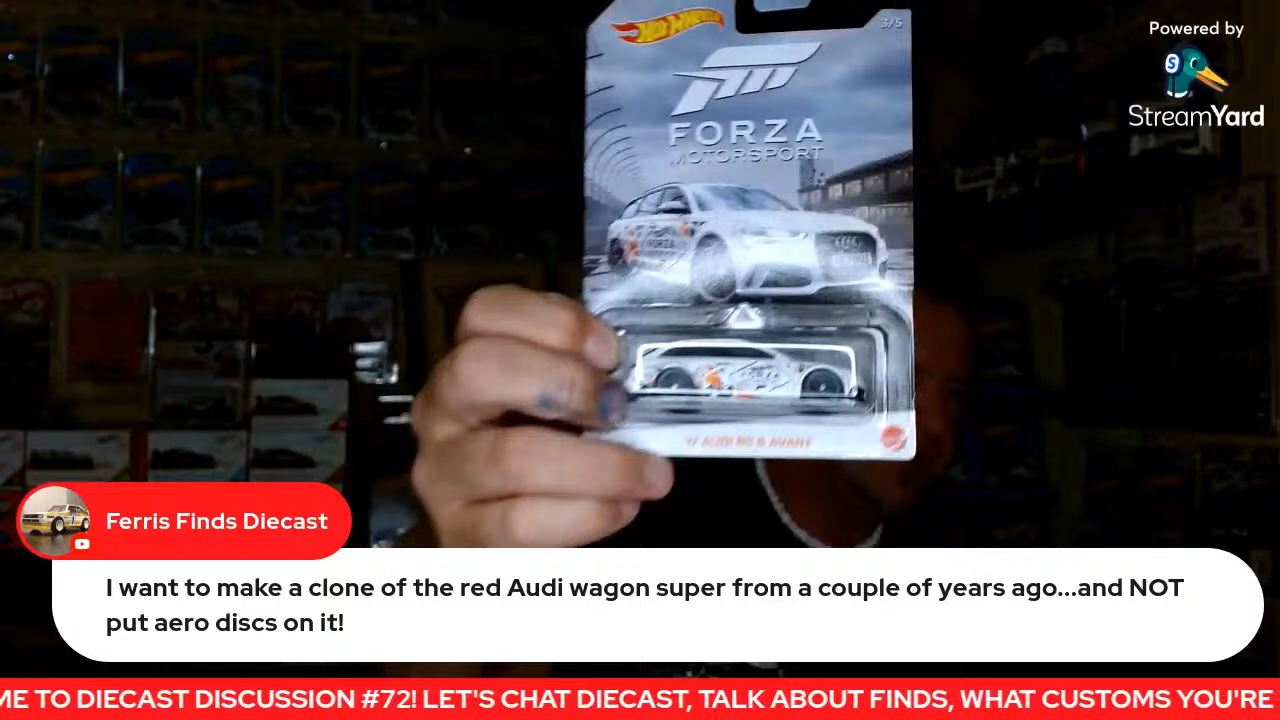 Powered by
StreamYard
HOT WHEELS
3/5
FORZA
MOTORSPORT
'17 AUDI RS 6 AVANT
Ferris Finds Diecast
I want to make a clone of the red Audi wagon super from a couple of years ago...and NOT
put aero discs on it!
ME TO DIECAST DISCUSSION #72! LET'S CHAT DIECAST, TALK ABOUT FINDS, WHAT CUSTOMS YOU'RE